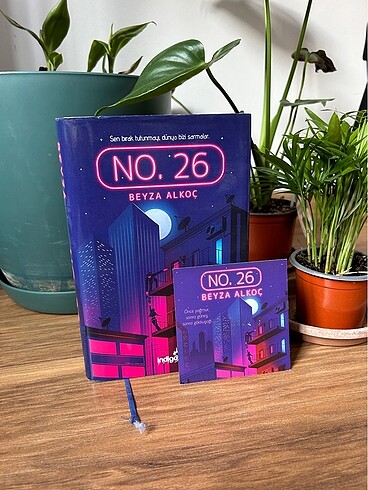 Sen bırak tutunmayı, dünya bizi sarmalar.
NO. 26
BEYZA ALKOÇ
indigo
NO. 26
BEYZA ALKOÇ
Önce yağmur,
sonra güneş,
sonra gökkuşağı...